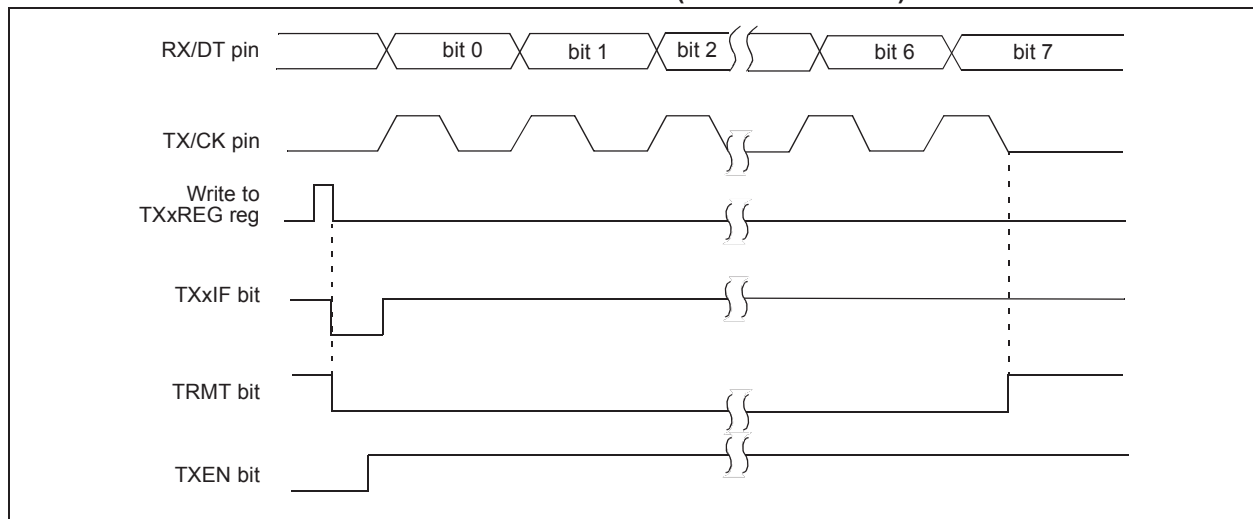 RX/DT pin
bit 0
bit 1
bit 2
bit 6
bit 7
TX/CK pin
Write to
TXxREG reg
TXxIF bit
TRMT bit
TXEN bit